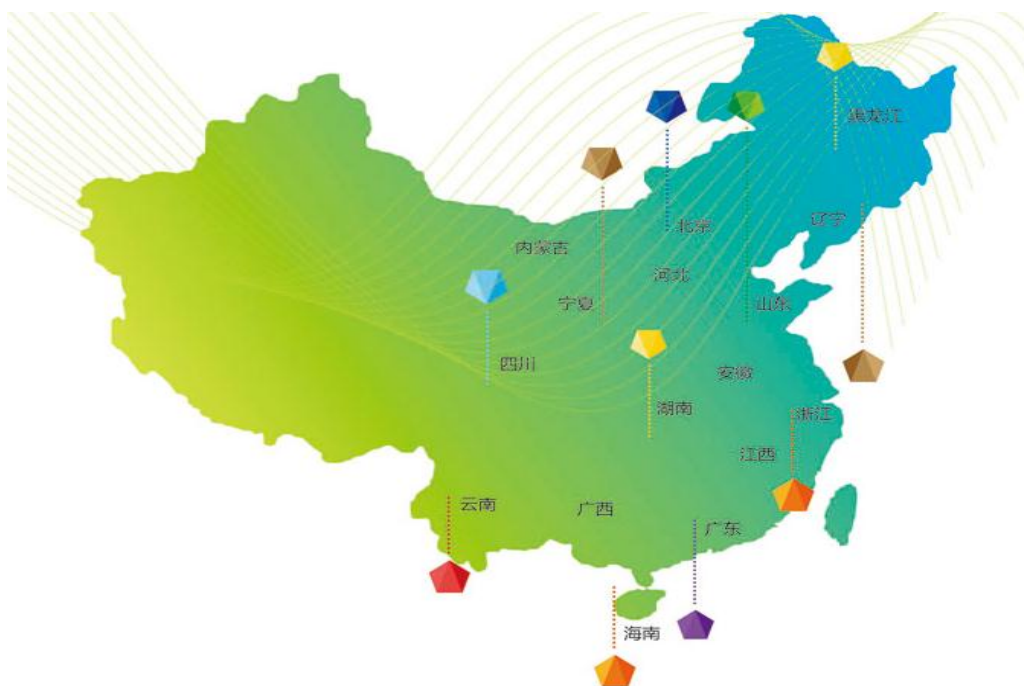 黑龙江
辽宁
北京
内蒙古
河北
宁夏
山东
四川
安徽
湖南
浙江
江西
云南
广西
广东
海南